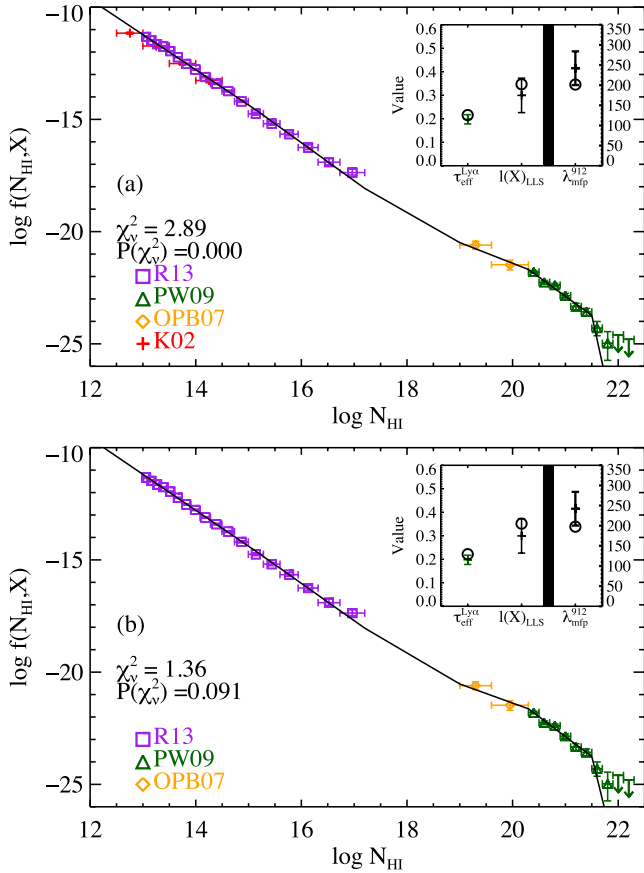 −10
−15
−20
−25
log f(N_HI,X)
(a)
χ²_ν = 2.89
P(χ²_ν) =0.000
R13
PW09
OPB07
K02
0.6
0.5
0.4
0.3
0.2
0.1
0.0
Value
350
300
250
200
150
100
50
0
τ_eff^Lyα
l(X)_LLS
λ_mfp^912
12
14
16
18
20
22
log N_HI
−10
−15
−20
−25
log f(N_HI,X)
(b)
χ²_ν = 1.36
P(χ²_ν) =0.091
R13
PW09
OPB07
0.6
0.5
0.4
0.3
0.2
0.1
0.0
Value
350
300
250
200
150
100
50
0
τ_eff^Lyα
l(X)_LLS
λ_mfp^912
12
14
16
18
20
22
log N_HI